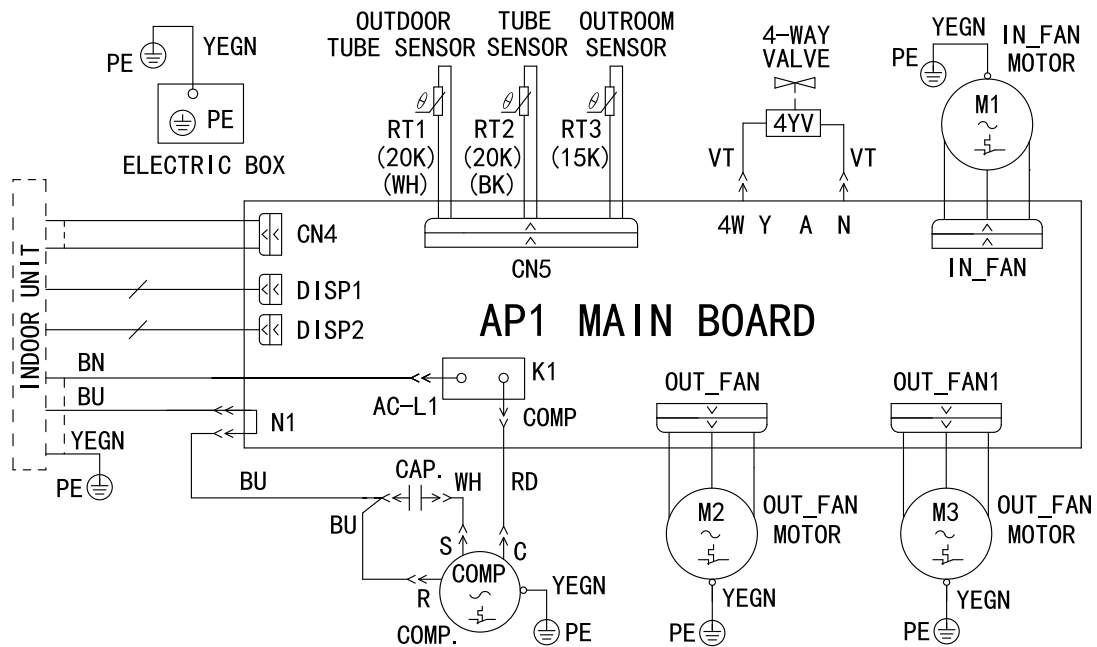 OUTDOOR
TUBE SENSOR
TUBE
SENSOR
OUTROOM
SENSOR
4-WAY
VALVE
YEGN
IN_FAN
MOTOR
YEGN
PE
PE
PE
ELECTRIC BOX
θ
θ
θ
RT1
(20K)
(WH)
RT2
(20K)
(BK)
RT3
(15K)
4YV
VT
VT
M1
4W Y A N
INDOOR UNIT
CN4
CN5
IN_FAN
DISP1
DISP2
AP1 MAIN BOARD
BN
K1
BU
AC-L1
COMP
N1
OUT_FAN
OUT_FAN1
YEGN
PE
BU
CAP.
WH
RD
BU
S
C
COMP
R
COMP.
YEGN
PE
M2
OUT_FAN
MOTOR
YEGN
PE
M3
OUT_FAN
MOTOR
YEGN
PE